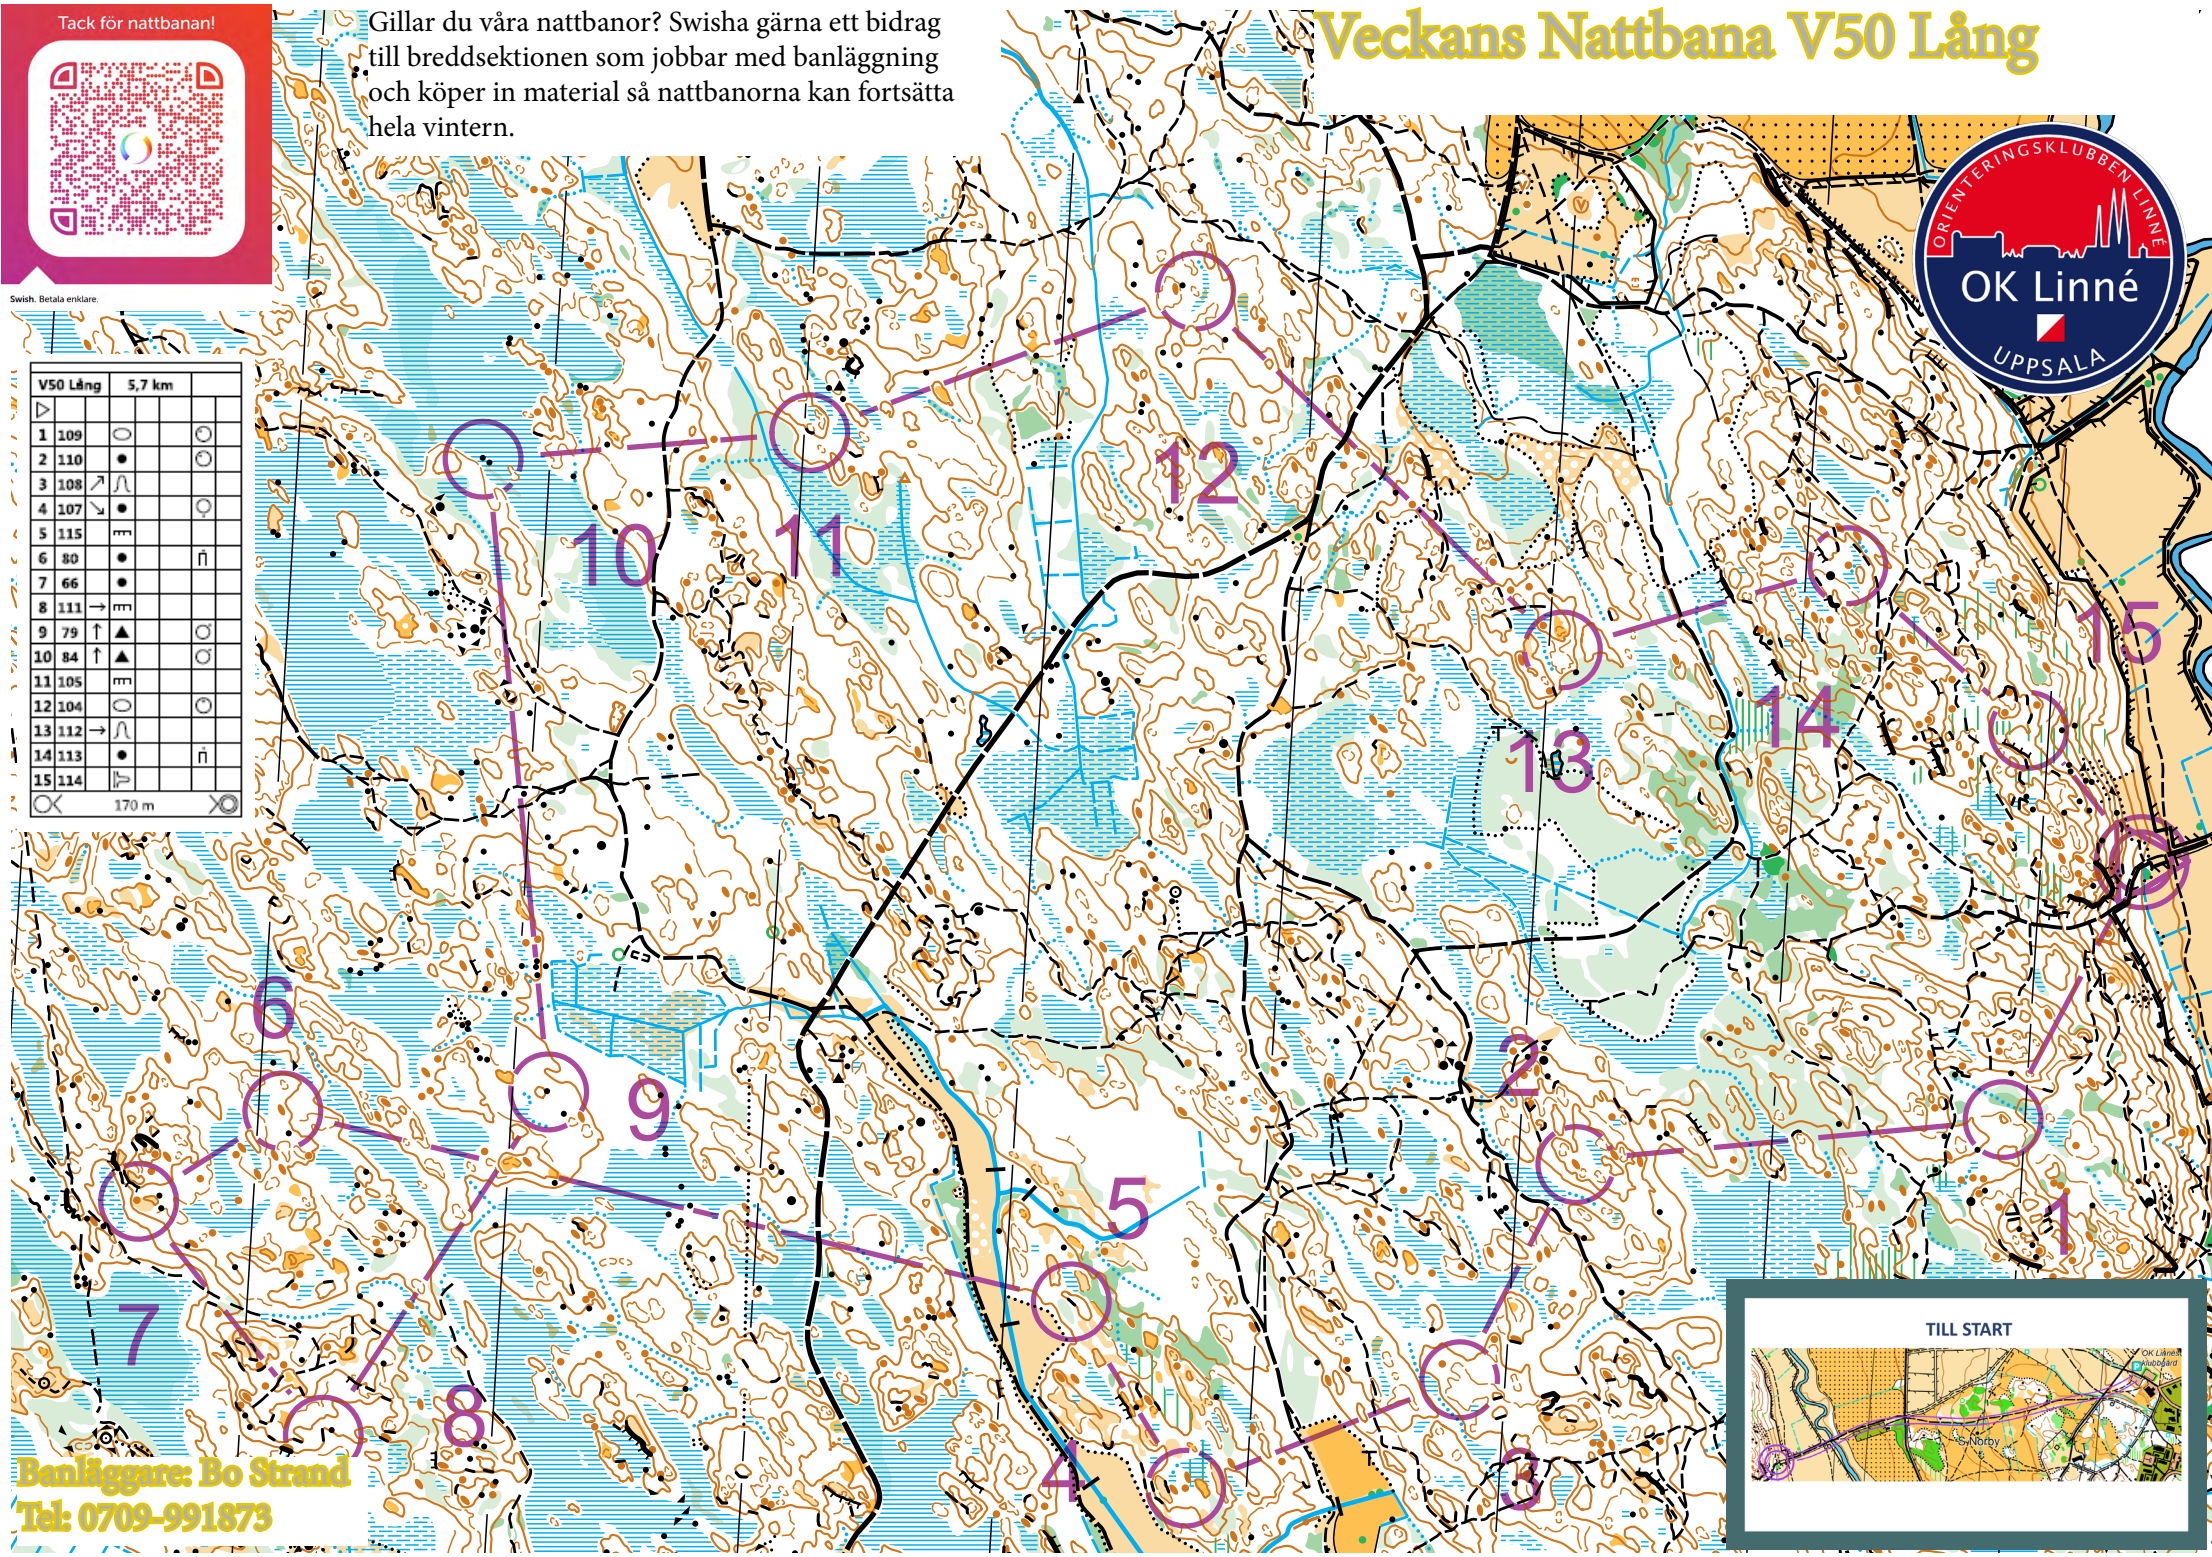 Tack för nattbanan!
Swish. Betala enklare.
Gillar du våra nattbanor? Swisha gärna ett bidrag
till breddsektionen som jobbar med banläggning
och köper in material så nattbanorna kan fortsätta
hela vintern.
Veckans Nattbana V50 Lång
ORIENTERINGSKLUBBEN LINNÉ
OK Linné
UPPSALA
V50 Lång 5,7 km
1 109
2 110
3 108
4 107
5 115
6 80
7 66
8 111
9 79
10 84
11 105
12 104
13 112
14 113
15 114
170 m
12
10
11
15
14
13
6
2
9
5
1
7
8
4
3
TILL START
OK Linnés
klubbgård
S Norby
Banläggare: Bo Strand
Tel: 0709-991873